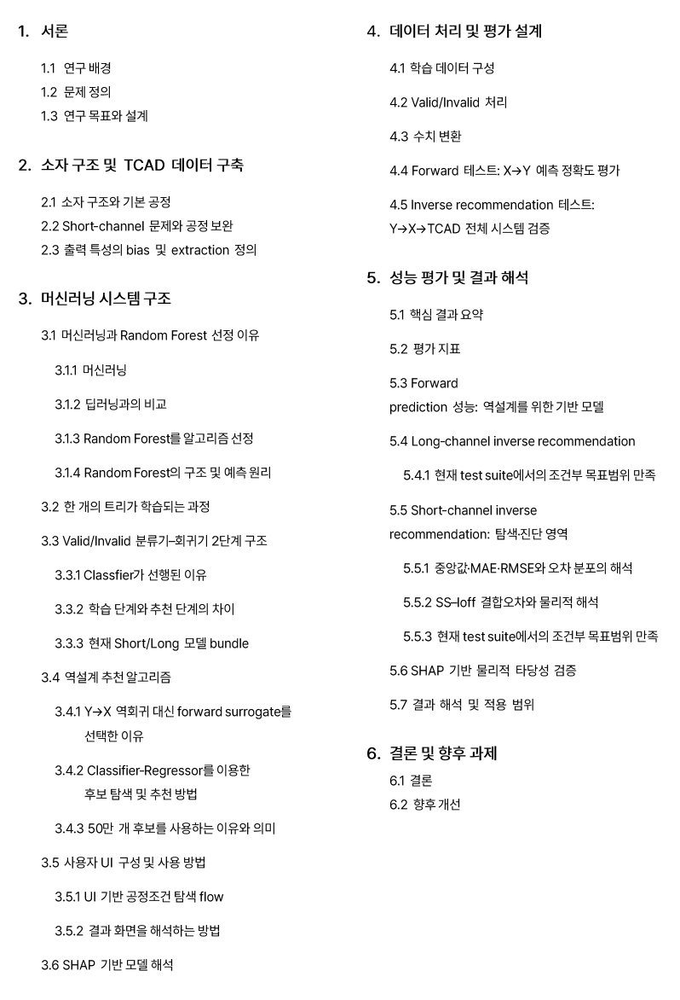 1. 서론
1.1 연구 배경
1.2 문제 정의
1.3 연구 목표와 설계
2. 소자 구조 및 TCAD 데이터 구축
2.1 소자 구조와 기본 공정
2.2 Short-channel 문제와 공정 보완
2.3 출력 특성의 bias 및 extraction 정의
3. 머신러닝 시스템 구조
3.1 머신러닝과 Random Forest 선정 이유
3.1.1 머신러닝
3.1.2 딥러닝과의 비교
3.1.3 Random Forest를 알고리즘 선정
3.1.4 Random Forest의 구조 및 예측 원리
3.2 한 개의 트리가 학습되는 과정
3.3 Valid/Invalid 분류기–회귀기 2단계 구조
3.3.1 Classfier가 선행된 이유
3.3.2 학습 단계와 추천 단계의 차이
3.3.3 현재 Short/Long 모델 bundle
3.4 역설계 추천 알고리즘
3.4.1 Y→X 역회귀 대신 forward surrogate를
선택한 이유
3.4.2 Classifier-Regressor를 이용한
후보 탐색 및 추천 방법
3.4.3 50만 개 후보를 사용하는 이유와 의미
3.5 사용자 UI 구성 및 사용 방법
3.5.1 UI 기반 공정조건 탐색 flow
3.5.2 결과 화면을 해석하는 방법
3.6 SHAP 기반 모델 해석
4. 데이터 처리 및 평가 설계
4.1 학습 데이터 구성
4.2 Valid/Invalid 처리
4.3 수치 변환
4.4 Forward 테스트: X→Y 예측 정확도 평가
4.5 Inverse recommendation 테스트:
Y→X→TCAD 전체 시스템 검증
5. 성능 평가 및 결과 해석
5.1 핵심 결과 요약
5.2 평가 지표
5.3 Forward
prediction 성능: 역설계를 위한 기반 모델
5.4 Long-channel inverse recommendation
5.4.1 현재 test suite에서의 조건부 목표범위 만족
5.5 Short-channel inverse
recommendation: 탐색·진단 영역
5.5.1 중앙값·MAE·RMSE와 오차 분포의 해석
5.5.2 SS–Ioff 결합오차와 물리적 해석
5.5.3 현재 test suite에서의 조건부 목표범위 만족
5.6 SHAP 기반 물리적 타당성 검증
5.7 결과 해석 및 적용 범위
6. 결론 및 향후 과제
6.1 결론
6.2 향후 개선